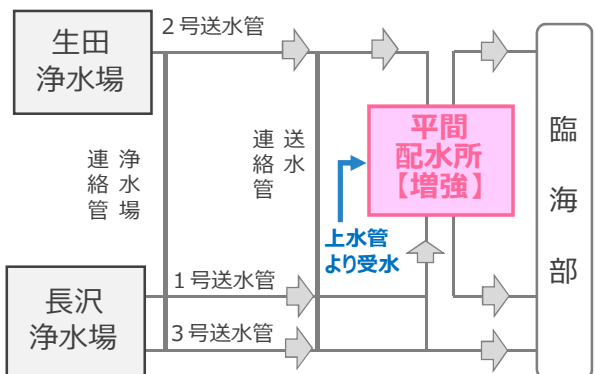 ２号送水管
生田
浄水場
平間
配水所
【増強】
臨海部
浄水場
連絡管
送水
連絡管
上水管
より受水
１号送水管
長沢
浄水場
３号送水管